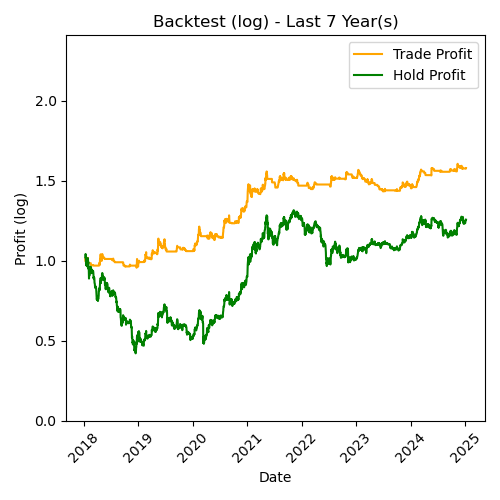 Backtest (log) - Last 7 Year(s)
Trade Profit
Hold Profit
2.0
1.5
1.0
0.5
0.0
Profit (log)
2018 2019 2020 2021 2022 2023 2024 2025
Date